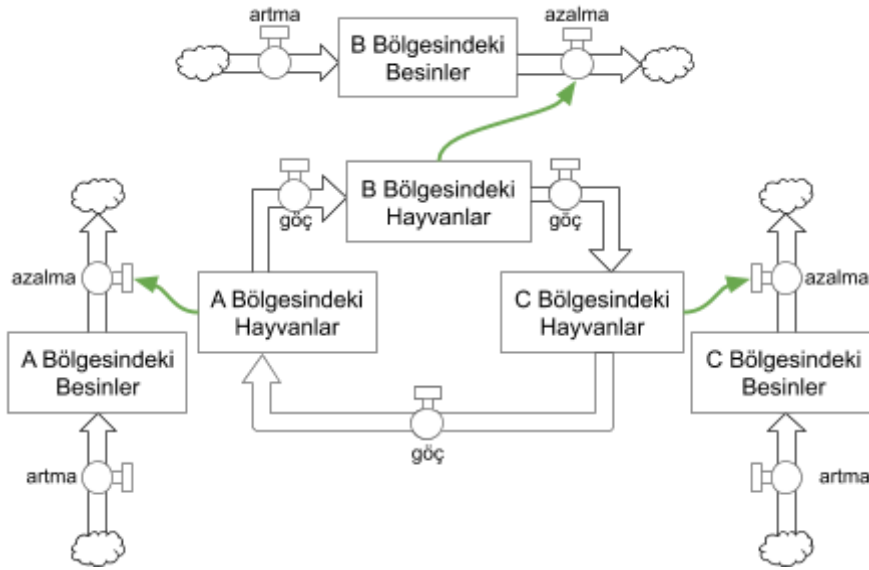 artma
azalma
B Bölgesindeki
Besinler
B Bölgesindeki
Hayvanlar
göç
göç
azalma
A Bölgesindeki
Hayvanlar
C Bölgesindeki
Hayvanlar
azalma
A Bölgesindeki
Besinler
C Bölgesindeki
Besinler
göç
artma
artma